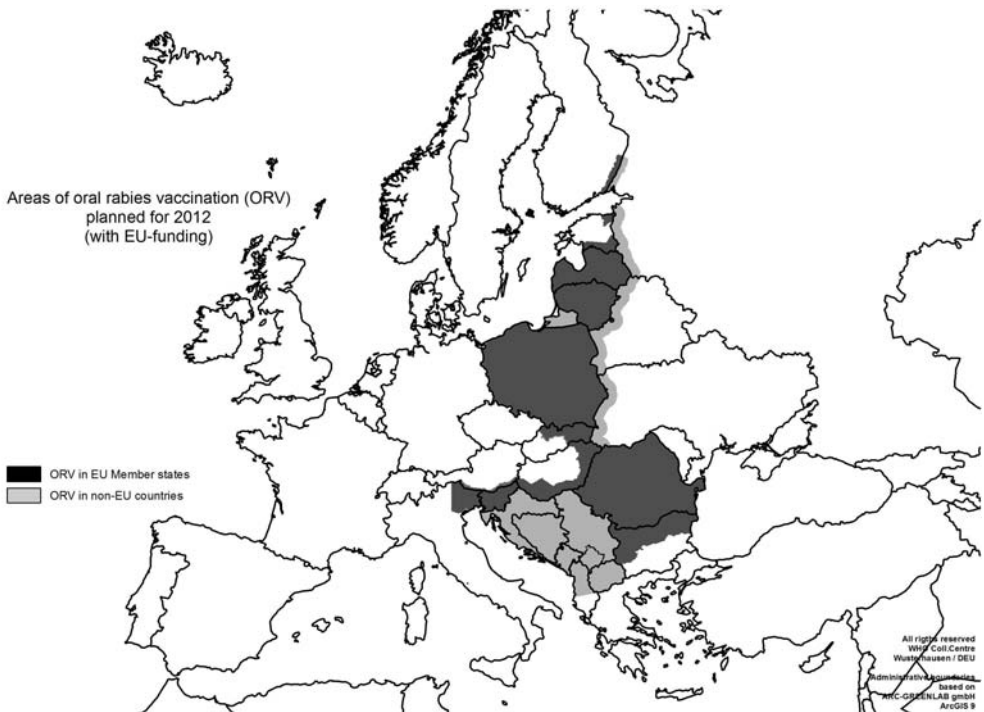 Areas of oral rabies vaccination (ORV)
planned for 2012
(with EU-funding)
ORV in EU Member states
ORV in non-EU countries
All rigths reserved
WHO Coll.Centre
Wusterhausen / DEU
Administrative boundaries
based on
ARC-GREENLAB gmbH
ArcGIS 9